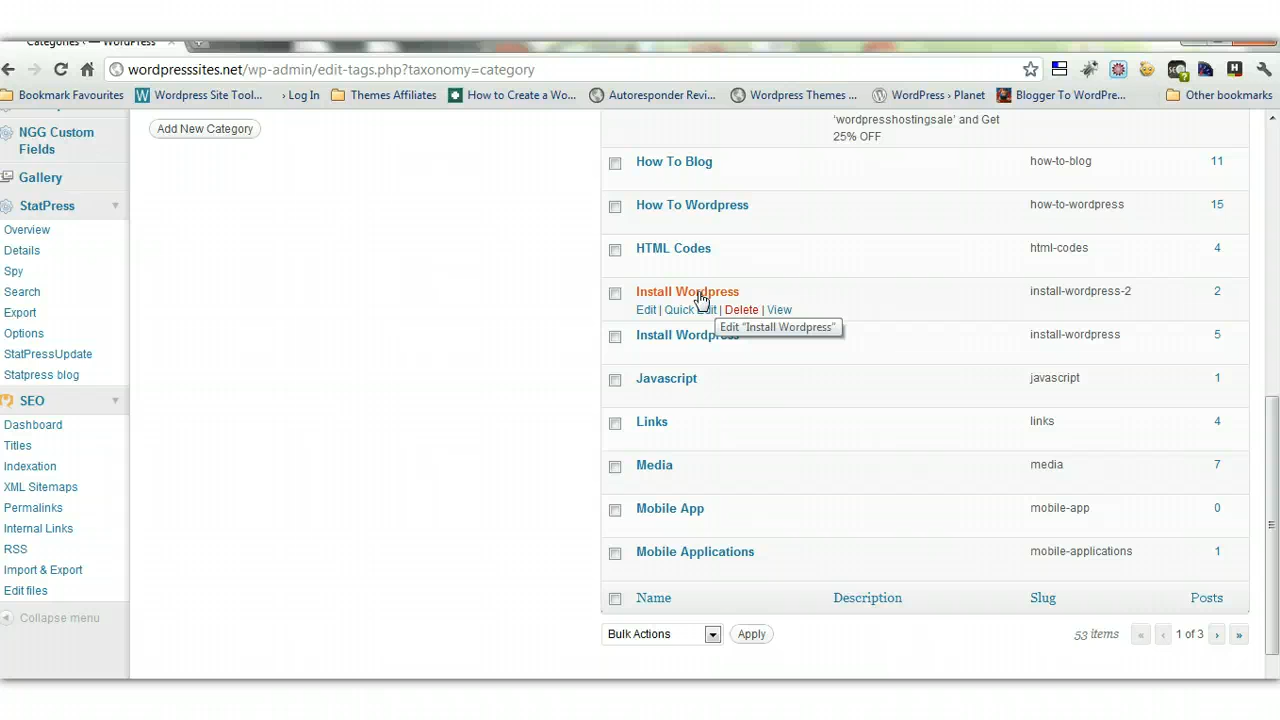 Categories ‹ — WordPress
wordpresssites.net/wp-admin/edit-tags.php?taxonomy=category
Bookmark Favourites
Wordpress Site Tool...
› Log In
Themes Affiliates
How to Create a Wo...
Autoresponder Revi...
Wordpress Themes ...
WordPress › Planet
Blogger To WordPre...
Other bookmarks
NGG Custom
Fields
Gallery
StatPress
Overview
Details
Spy
Search
Export
Options
StatPressUpdate
Statpress blog
SEO
Dashboard
Titles
Indexation
XML Sitemaps
Permalinks
Internal Links
RSS
Import & Export
Edit files
Collapse menu
Add New Category
'wordpresshostingsale' and Get
25% OFF
How To Blog how-to-blog 11
How To Wordpress how-to-wordpress 15
HTML Codes html-codes 4
Install Wordpress install-wordpress-2 2
Edit | Quick Edit | Delete | View
Edit “Install Wordpress”
Install Wordpress install-wordpress 5
Javascript javascript 1
Links links 4
Media media 7
Mobile App mobile-app 0
Mobile Applications mobile-applications 1
Name Description Slug Posts
Bulk Actions Apply 53 items « ‹ 1 of 3 › »